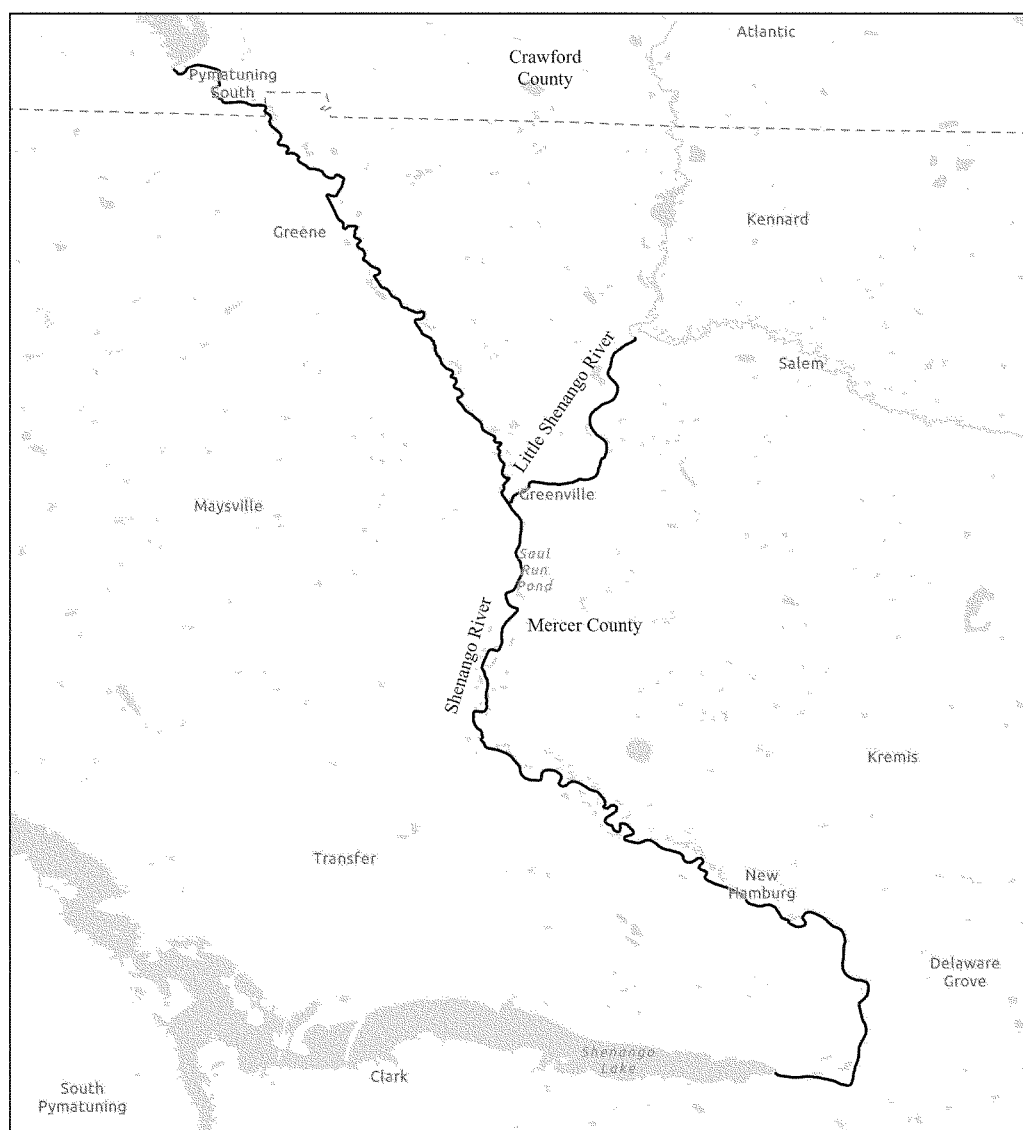 Atlantic
Crawford
County
Pymatuning
South
Kennard
Greene
Little Shenango River
Salem
Greenville
Maysville
Saul
Run
Pond
Mercer County
Shenango River
Kremis
Transfer
New
Hamburg
Delaware
Grove
Shenango
Lake
Clark
South
Pymatuning